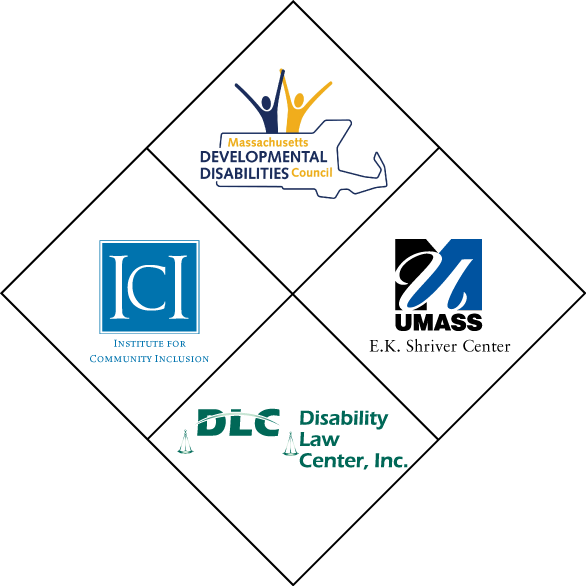 Massachusetts
DEVELOPMENTAL
DISABILITIES Council
ICI
INSTITUTE FOR
COMMUNITY INCLUSION
UMASS
E.K. Shriver Center
DLC
Disability
Law
Center, Inc.